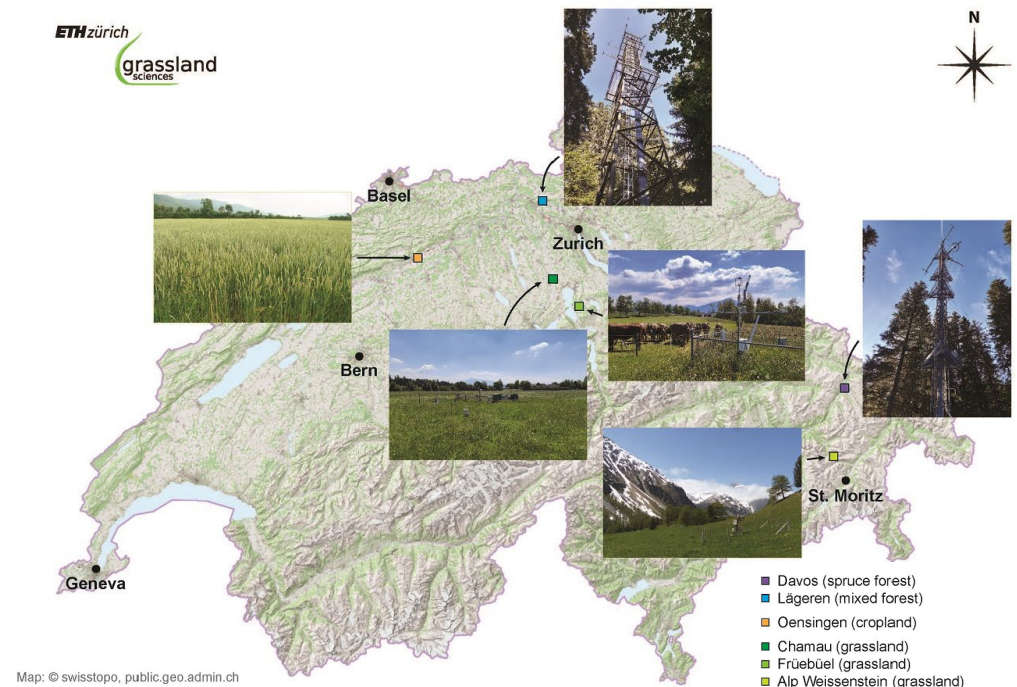 ETH zürich
grassland
sciences
N
Basel
Zurich
Bern
St. Moritz
Geneva
Davos (spruce forest)
Lägeren (mixed forest)
Oensingen (cropland)
Chamau (grassland)
Früebüel (grassland)
Alp Weissenstein (grassland)
Map: © swisstopo, public.geo.admin.ch